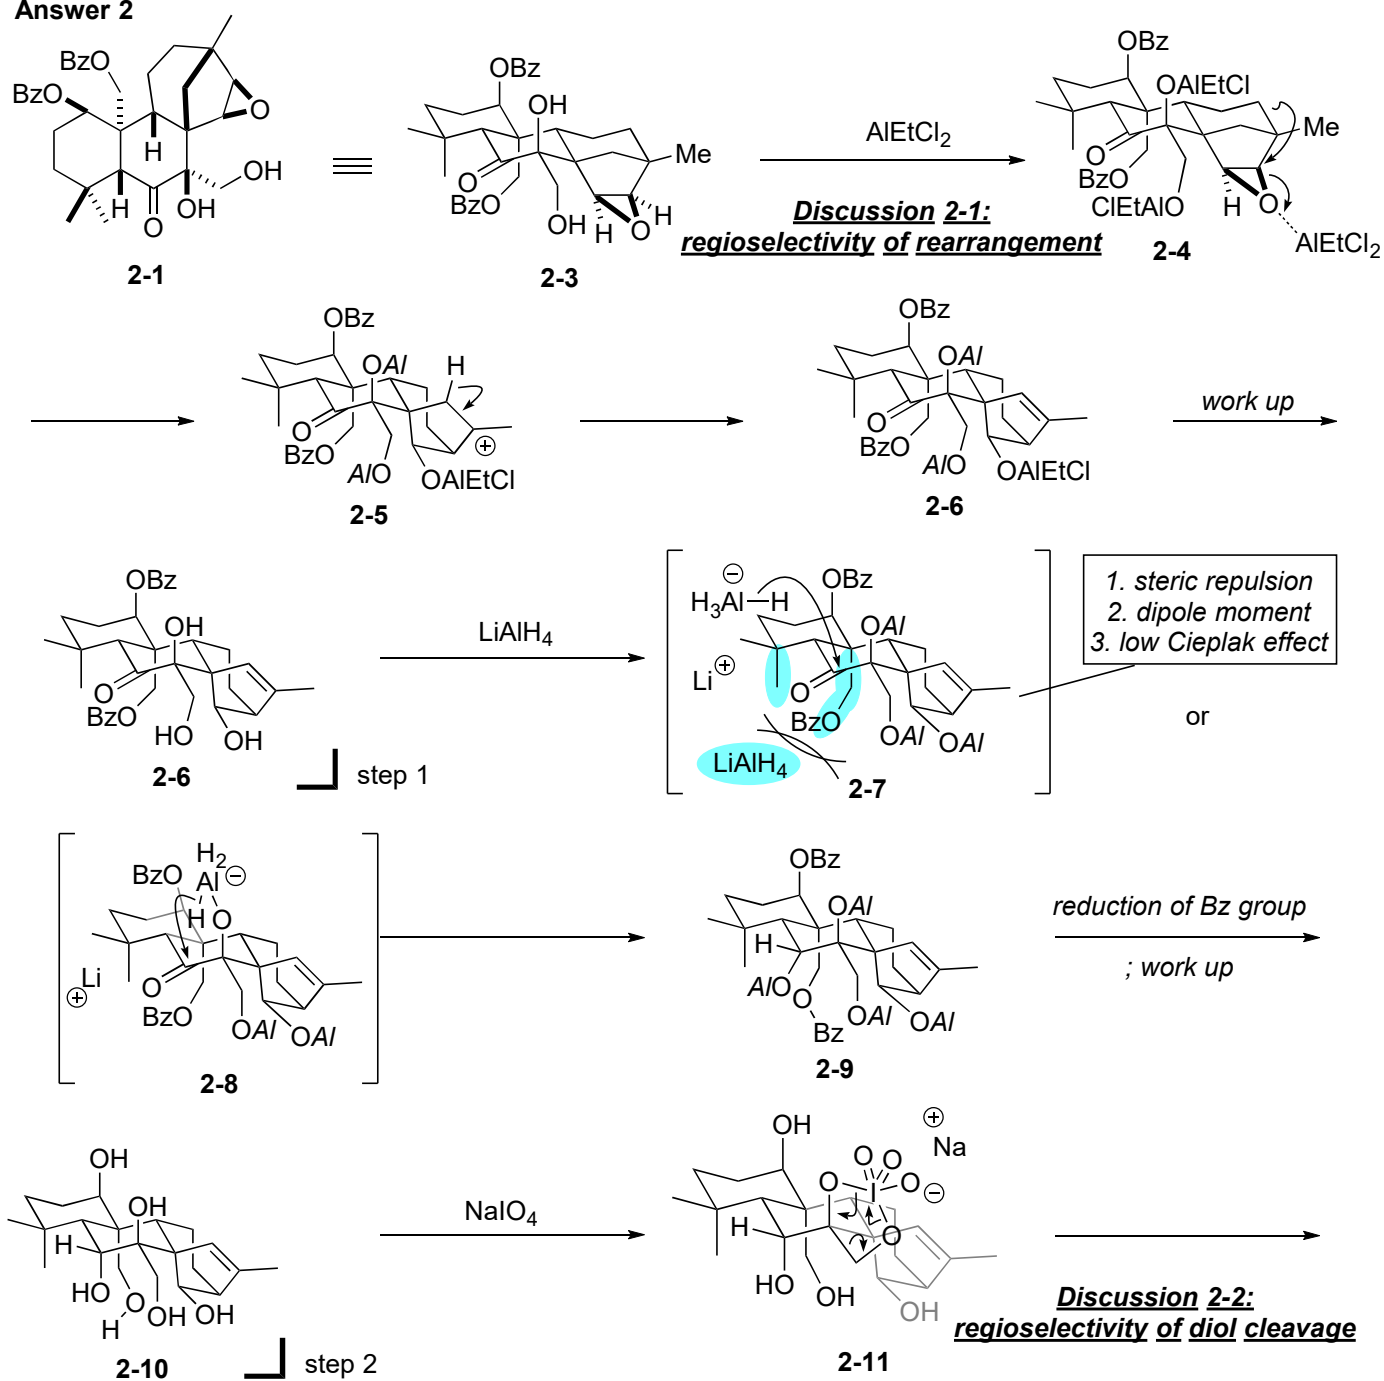 Answer 2
BzO
BzO
H
H
O
OH
OH
O
2-1
OBz
OH
Me
O
BzO
OH
H
O
H
2-3
AlEtCl₂
Discussion 2-1:
regioselectivity of rearrangement
OBz
OAlEtCl
Me
O
BzO
ClEtAlO
H
O
AlEtCl₂
2-4
OBz
OAl
H
O
BzO
AlO
⊕
OAlEtCl
2-5
OBz
OAl
O
BzO
AlO
OAlEtCl
2-6
work up
OBz
OH
O
BzO
HO
OH
2-6
step 1
LiAlH₄
⊖
H₃Al—H
OBz
OAl
Li⊕
O
BzO
OAl
OAl
LiAlH₄
2-7
1. steric repulsion
2. dipole moment
3. low Cieplak effect
or
H₂
BzO
Al⊖
H
O
Li
⊕
O
BzO
OAl
OAl
2-8
OBz
OAl
H
AlO
O
Bz
OAl
OAl
2-9
reduction of Bz group
; work up
OH
OH
H
HO
O
H
OH
OH
2-10
step 2
NaIO₄
OH
⊕
Na
O
O
O
I
O
⊖
O
H
HO
OH
OH
2-11
Discussion 2-2:
regioselectivity of diol cleavage